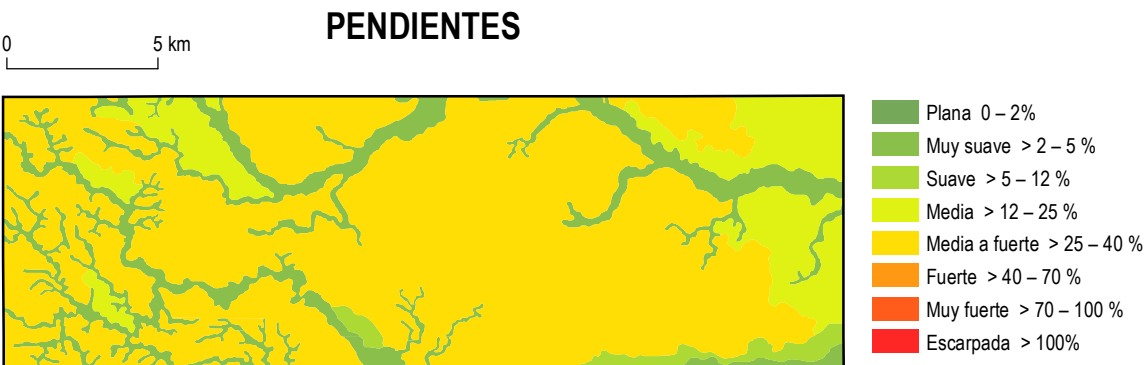 PENDIENTES
0 5 km
Plana 0 – 2%
Muy suave > 2 – 5 %
Suave > 5 – 12 %
Media > 12 – 25 %
Media a fuerte > 25 – 40 %
Fuerte > 40 – 70 %
Muy fuerte > 70 – 100 %
Escarpada > 100%